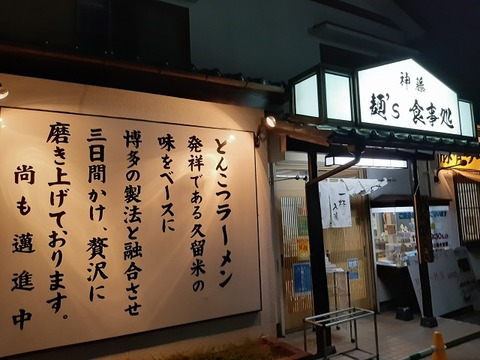 とんこつラーメン
発祥である久留米の
味をベースに
博多の製法と融合させ
三日間かけ、贅沢に
磨き上げて、おります。
尚も邁進中
神藤
麺's 食事処